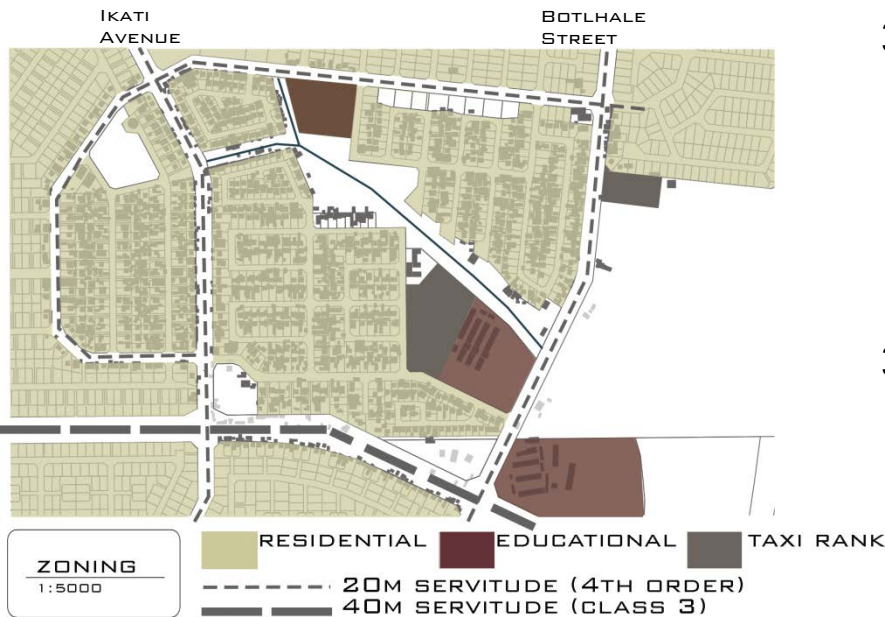 IKATI
AVENUE
BOTLHALE
STREET
ZONING
1:5000
RESIDENTIAL
EDUCATIONAL
TAXI RANK
20M SERVITUDE (4TH ORDER)
40M SERVITUDE (CLASS 3)